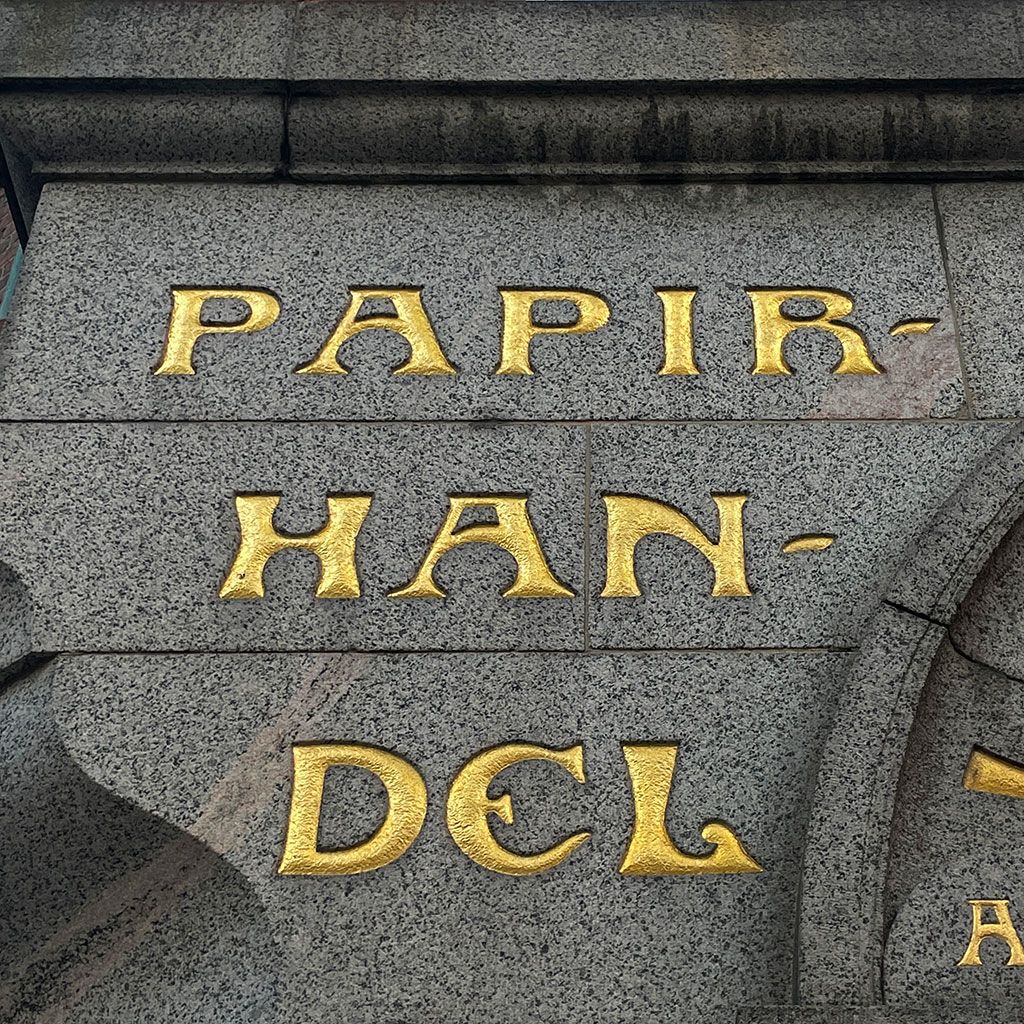 PAPIR-
HAN-
DEL
A